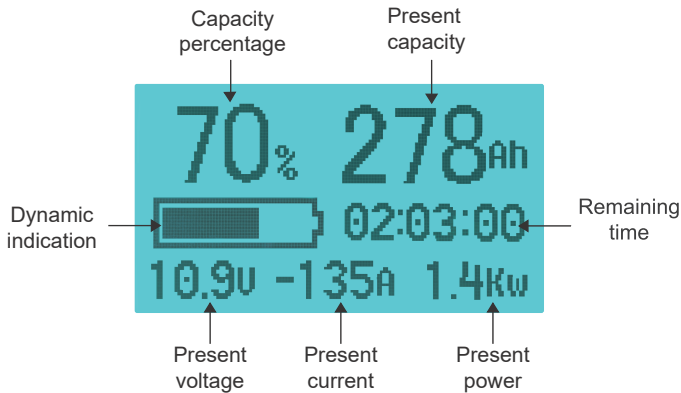 Capacity
percentage
Present
capacity
70%
278Ah
Dynamic
indication
02:03:00
Remaining
time
10.9V -135A 1.4Kw
Present
voltage
Present
current
Present
power